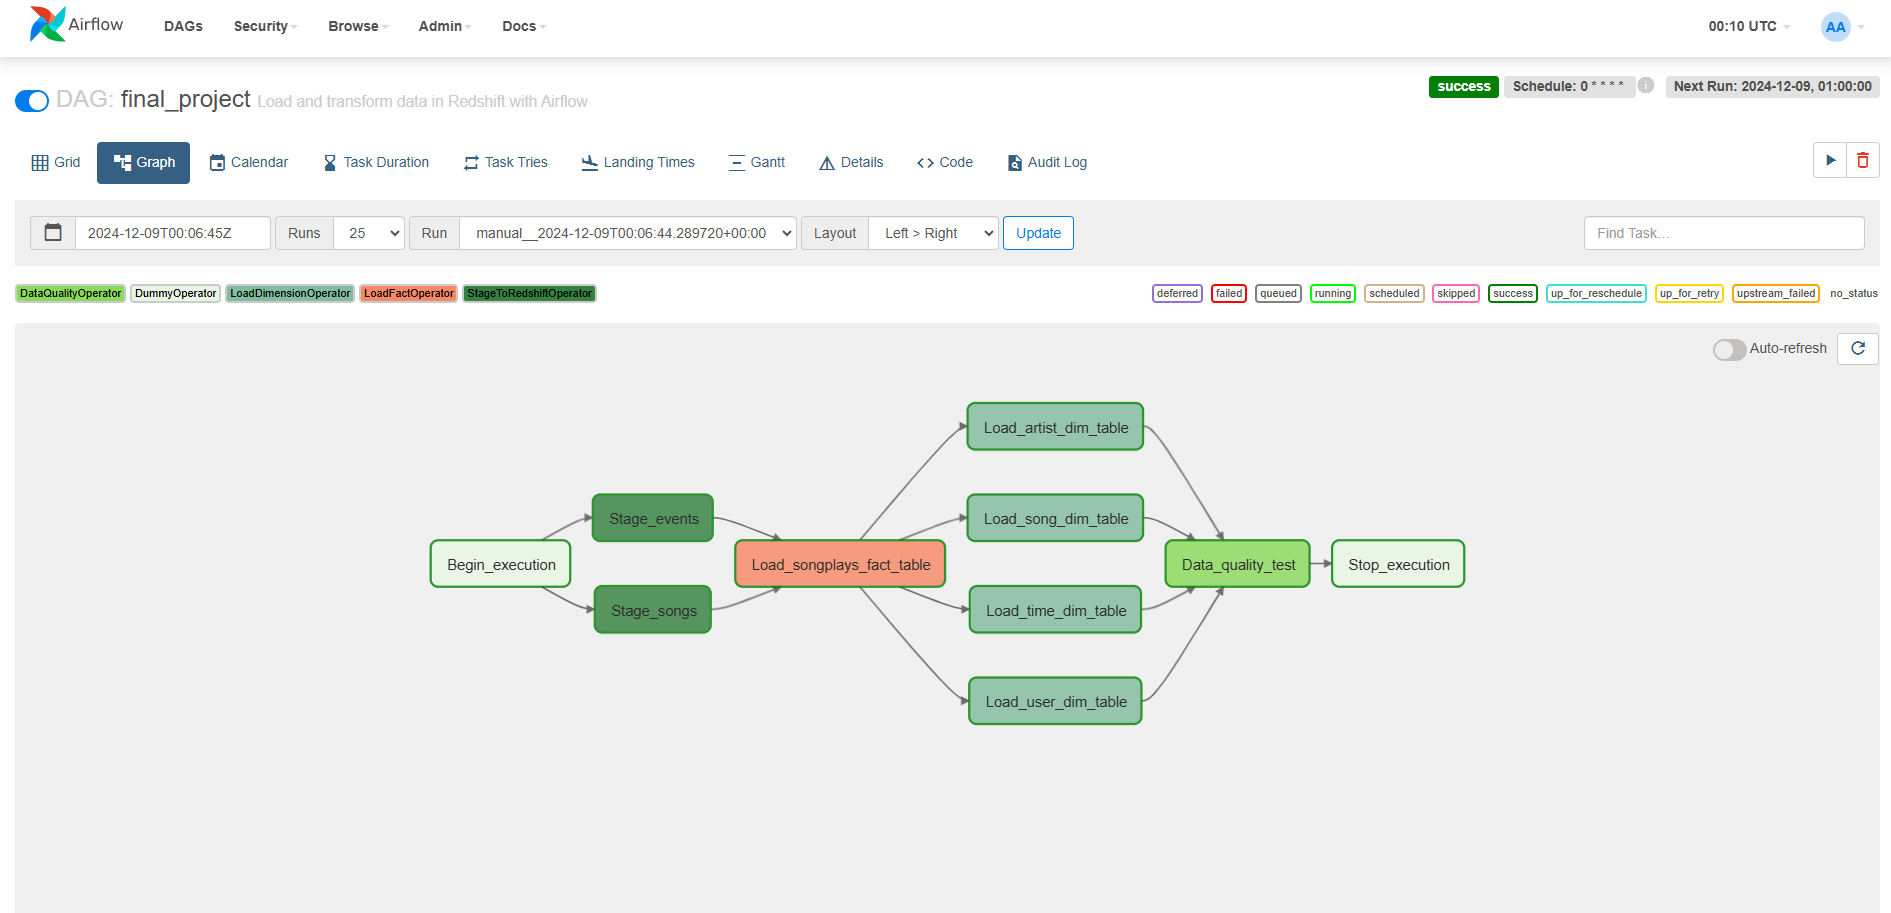 Airflow DAGs Security Browse Admin Docs 00:10 UTC AA
DAG: final_project Load and transform data in Redshift with Airflow
success Schedule: 0 * * * * i Next Run: 2024-12-09, 01:00:00
Grid Graph Calendar Task Duration Task Tries Landing Times Gantt Details Code Audit Log
2024-12-09T00:06:45Z Runs 25 Run manual__2024-12-09T00:06:44.289720+00:00 Layout Left > Right Update Find Task...
DataQualityOperator DummyOperator LoadDimensionOperator LoadFactOperator StageToRedshiftOperator deferred failed queued running scheduled skipped success up_for_reschedule up_for_retry upstream_failed no_status
Auto-refresh
Load_artist_dim_table
Stage_events Load_song_dim_table
Begin_execution Load_songplays_fact_table Data_quality_test Stop_execution
Stage_songs Load_time_dim_table
Load_user_dim_table